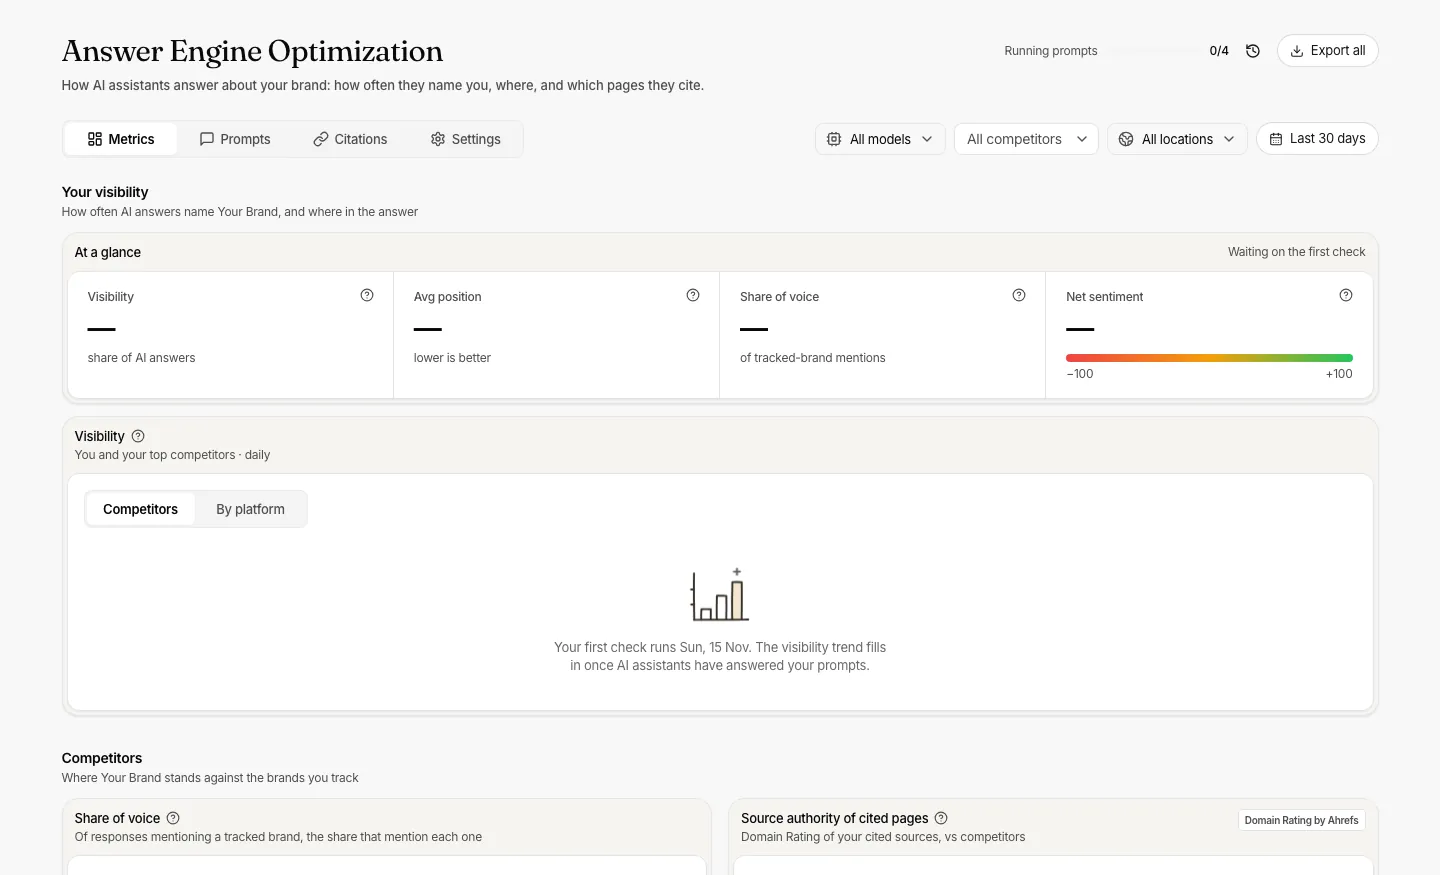 Answer Engine Optimization
Running prompts
0/4
Export all
How AI assistants answer about your brand: how often they name you, where, and which pages they cite.
Metrics
Prompts
Citations
Settings
All models
All competitors
All locations
Last 30 days
Your visibility
How often AI answers name Your Brand, and where in the answer
At a glance
Waiting on the first check
Visibility
—
share of AI answers
Avg position
—
lower is better
Share of voice
—
of tracked-brand mentions
Net sentiment
—
−100
+100
Visibility
You and your top competitors · daily
Competitors
By platform
Your first check runs Sun, 15 Nov. The visibility trend fills
in once AI assistants have answered your prompts.
Competitors
Where Your Brand stands against the brands you track
Share of voice
Of responses mentioning a tracked brand, the share that mention each one
Source authority of cited pages
Domain Rating of your cited sources, vs competitors
Domain Rating by Ahrefs